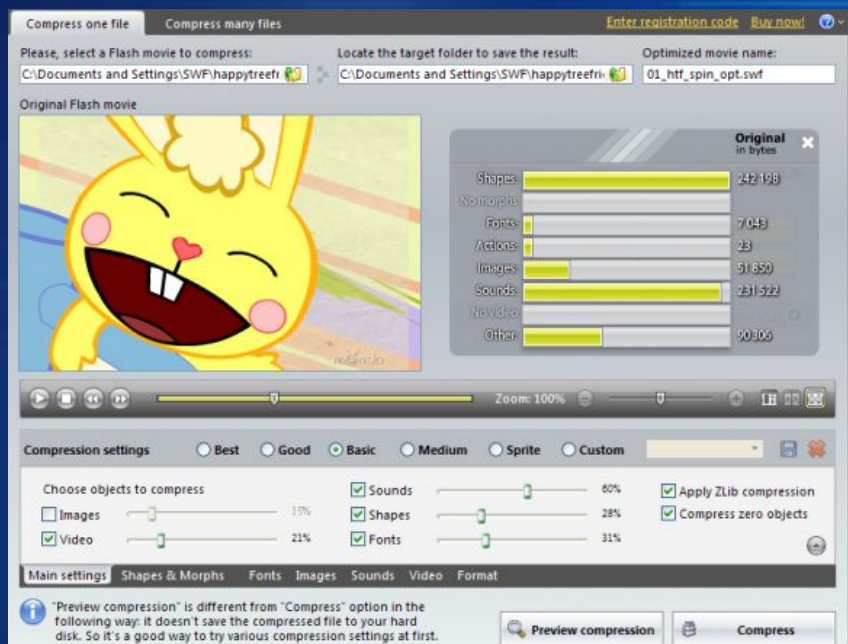 Compress one file
Compress many files
Enter registration code
Buy now!
Please, select a Flash movie to compress:
Locate the target folder to save the result:
Optimized movie name:
C:\Documents and Settings\SWF\happytreefr
C:\Documents and Settings\SWF\happytreefri
01_htf_spin_opt.swf
Original Flash movie
Original
in bytes
Shapes: 242 198
No morphs
Fonts: 7 043
Actions: 23
Images: 51 850
Sounds: 231 522
No video
Other: 90 305
mondo
Zoom: 100%
Compression settings
Best
Good
Basic
Medium
Sprite
Custom
Choose objects to compress
Images 15%
Video 21%
Sounds 60%
Shapes 28%
Fonts 31%
Apply ZLib compression
Compress zero objects
Main settings
Shapes & Morphs
Fonts
Images
Sounds
Video
Format
"Preview compression" is different from "Compress" option in the
following way: it doesn't save the compressed file to your hard
disk. So it's a good way to try various compression settings at first.
Preview compression
Compress